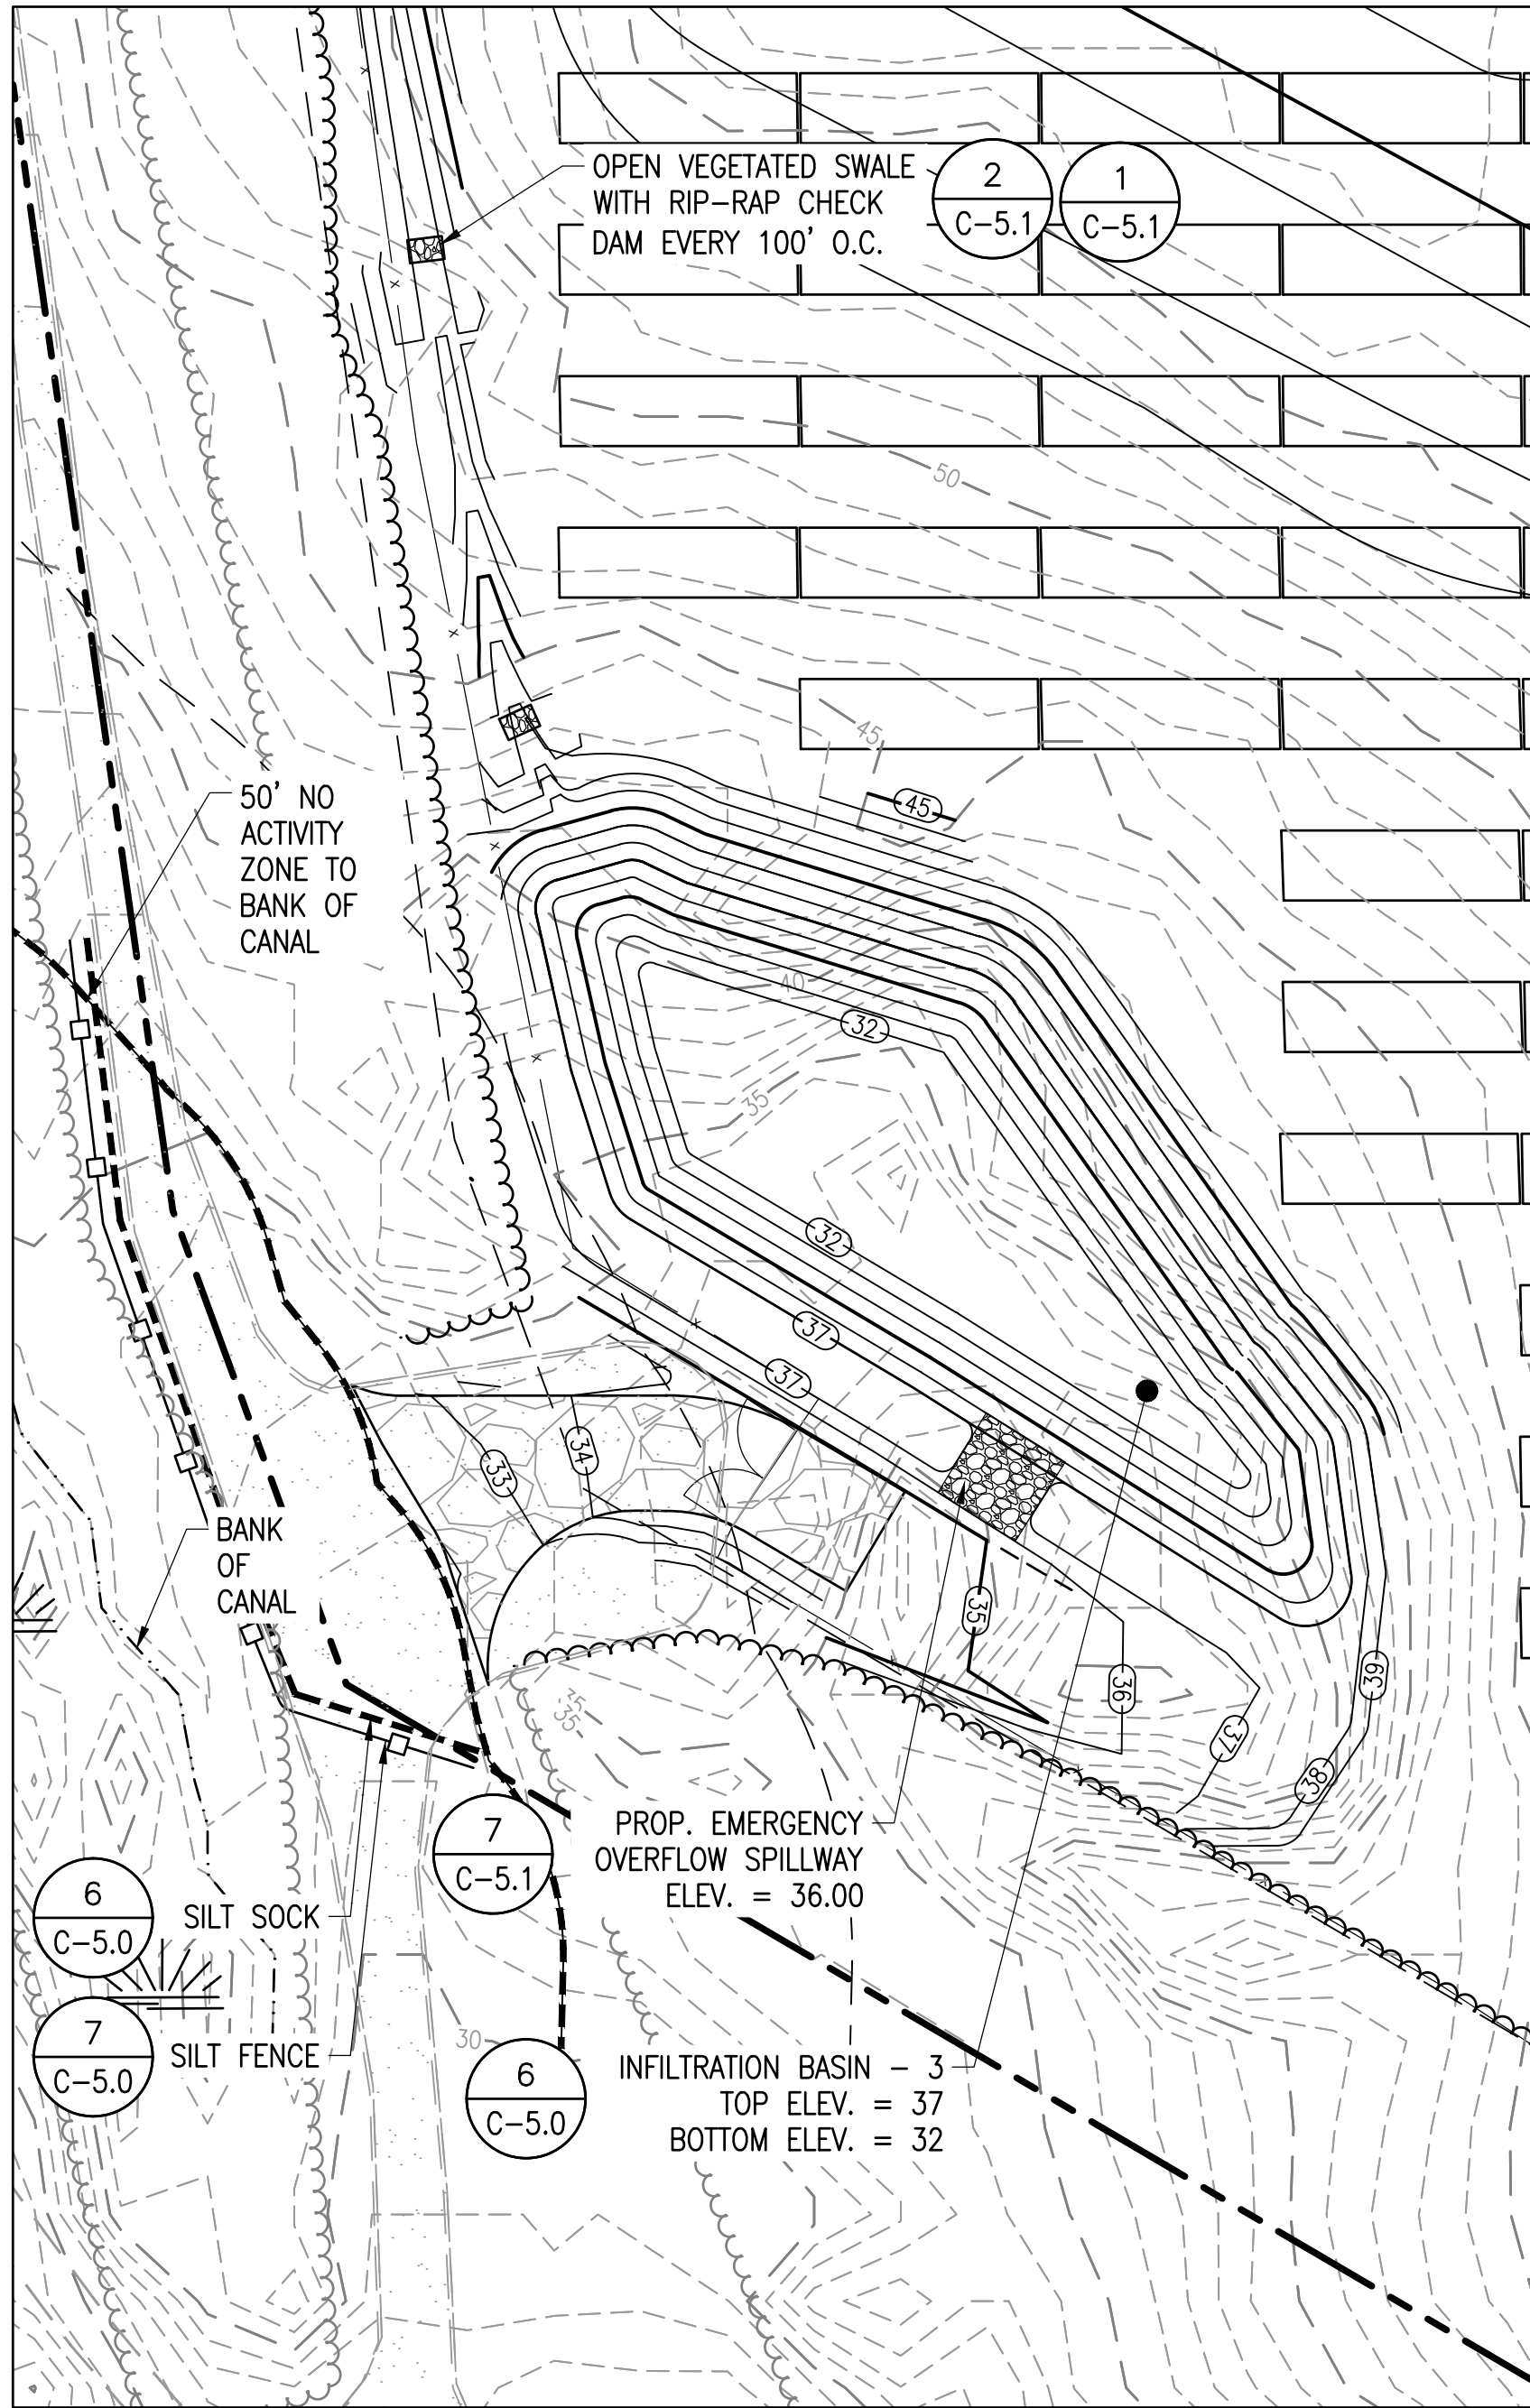 OPEN VEGETATED SWALE
WITH RIP-RAP CHECK
DAM EVERY 100' O.C.
2
C-5.1
1
C-5.1
50
45
45
50' NO
ACTIVITY
ZONE TO
BANK OF
CANAL
40
32
35
32
37
37
33
34
BANK
OF
CANAL
35
36
39
37
38
35
35
7
C-5.1
PROP. EMERGENCY
OVERFLOW SPILLWAY
ELEV. = 36.00
6
C-5.0
SILT SOCK
7
C-5.0
SILT FENCE
30
6
C-5.0
INFILTRATION BASIN - 3
TOP ELEV. = 37
BOTTOM ELEV. = 32